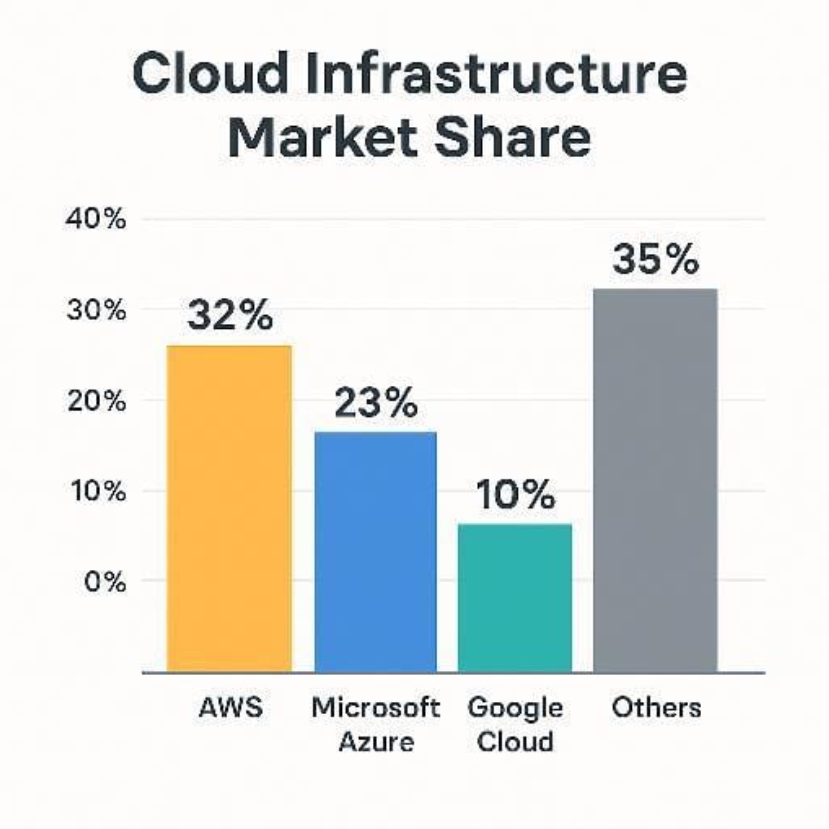 Cloud Infrastructure
Market Share
40%
30%
20%
10%
0%
32%
23%
10%
35%
AWS
Microsoft
Azure
Google
Cloud
Others